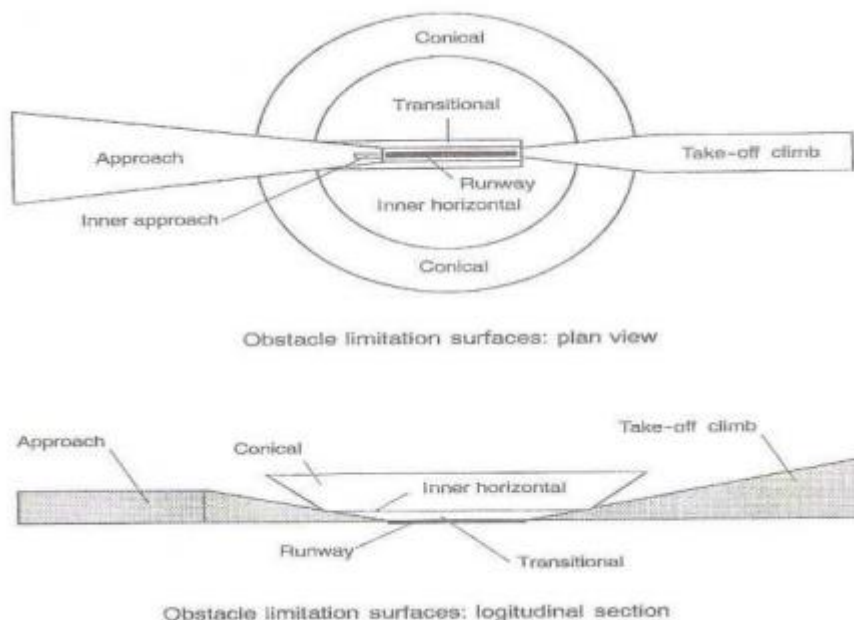 Conical
Transitional
Approach
Take-off climb
Runway
Inner horizontal
Inner approach
Conical
Obstacle limitation surfaces: plan view
Approach
Take-off climb
Conical
Inner horizontal
Runway
Transitional
Obstacle limitation surfaces: logitudinal section